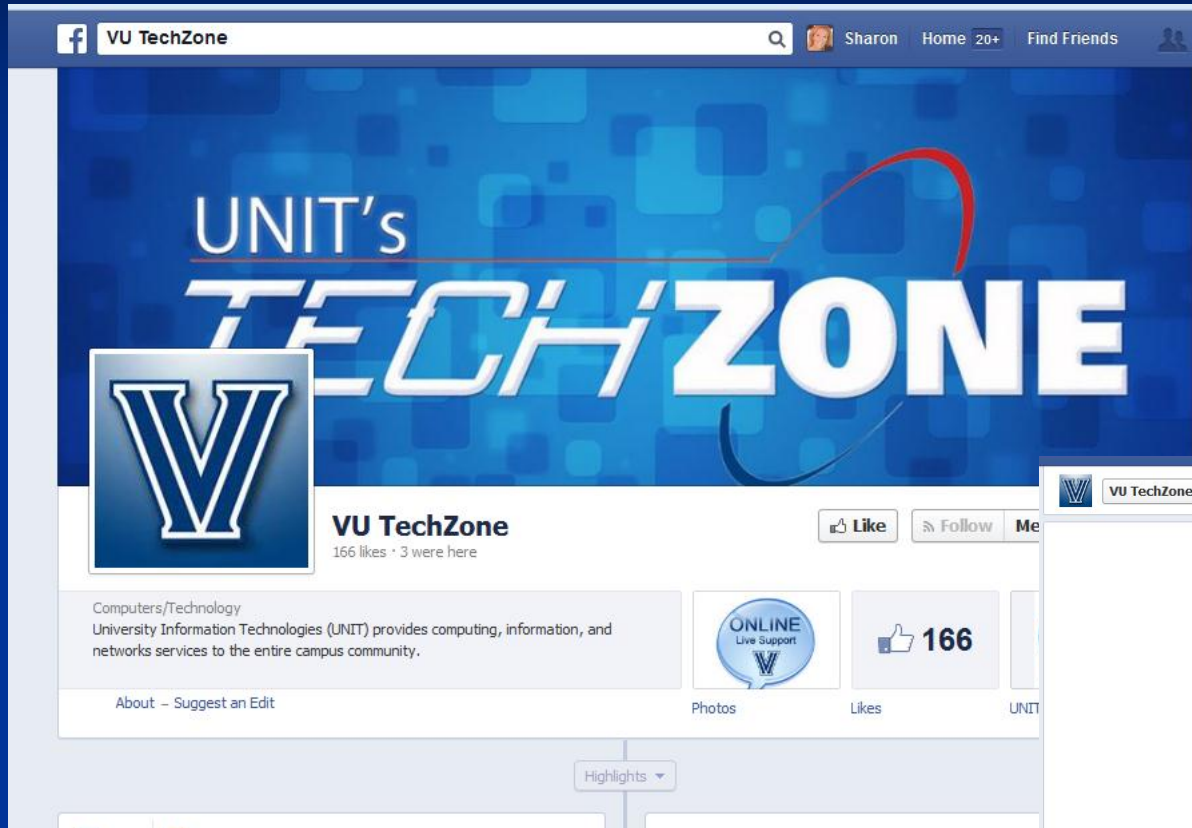 VU TechZone
Sharon Home 20+ Find Friends
UNIT's
TECH ZONE
V
VU TechZone
166 likes · 3 were here
Like Follow
V VU TechZone
Computers/Technology
University Information Technologies (UNIT) provides computing, information, and
networks services to the entire campus community.
About – Suggest an Edit
ONLINE
Live Support
V
Photos
166
Likes
UNIT
Highlights